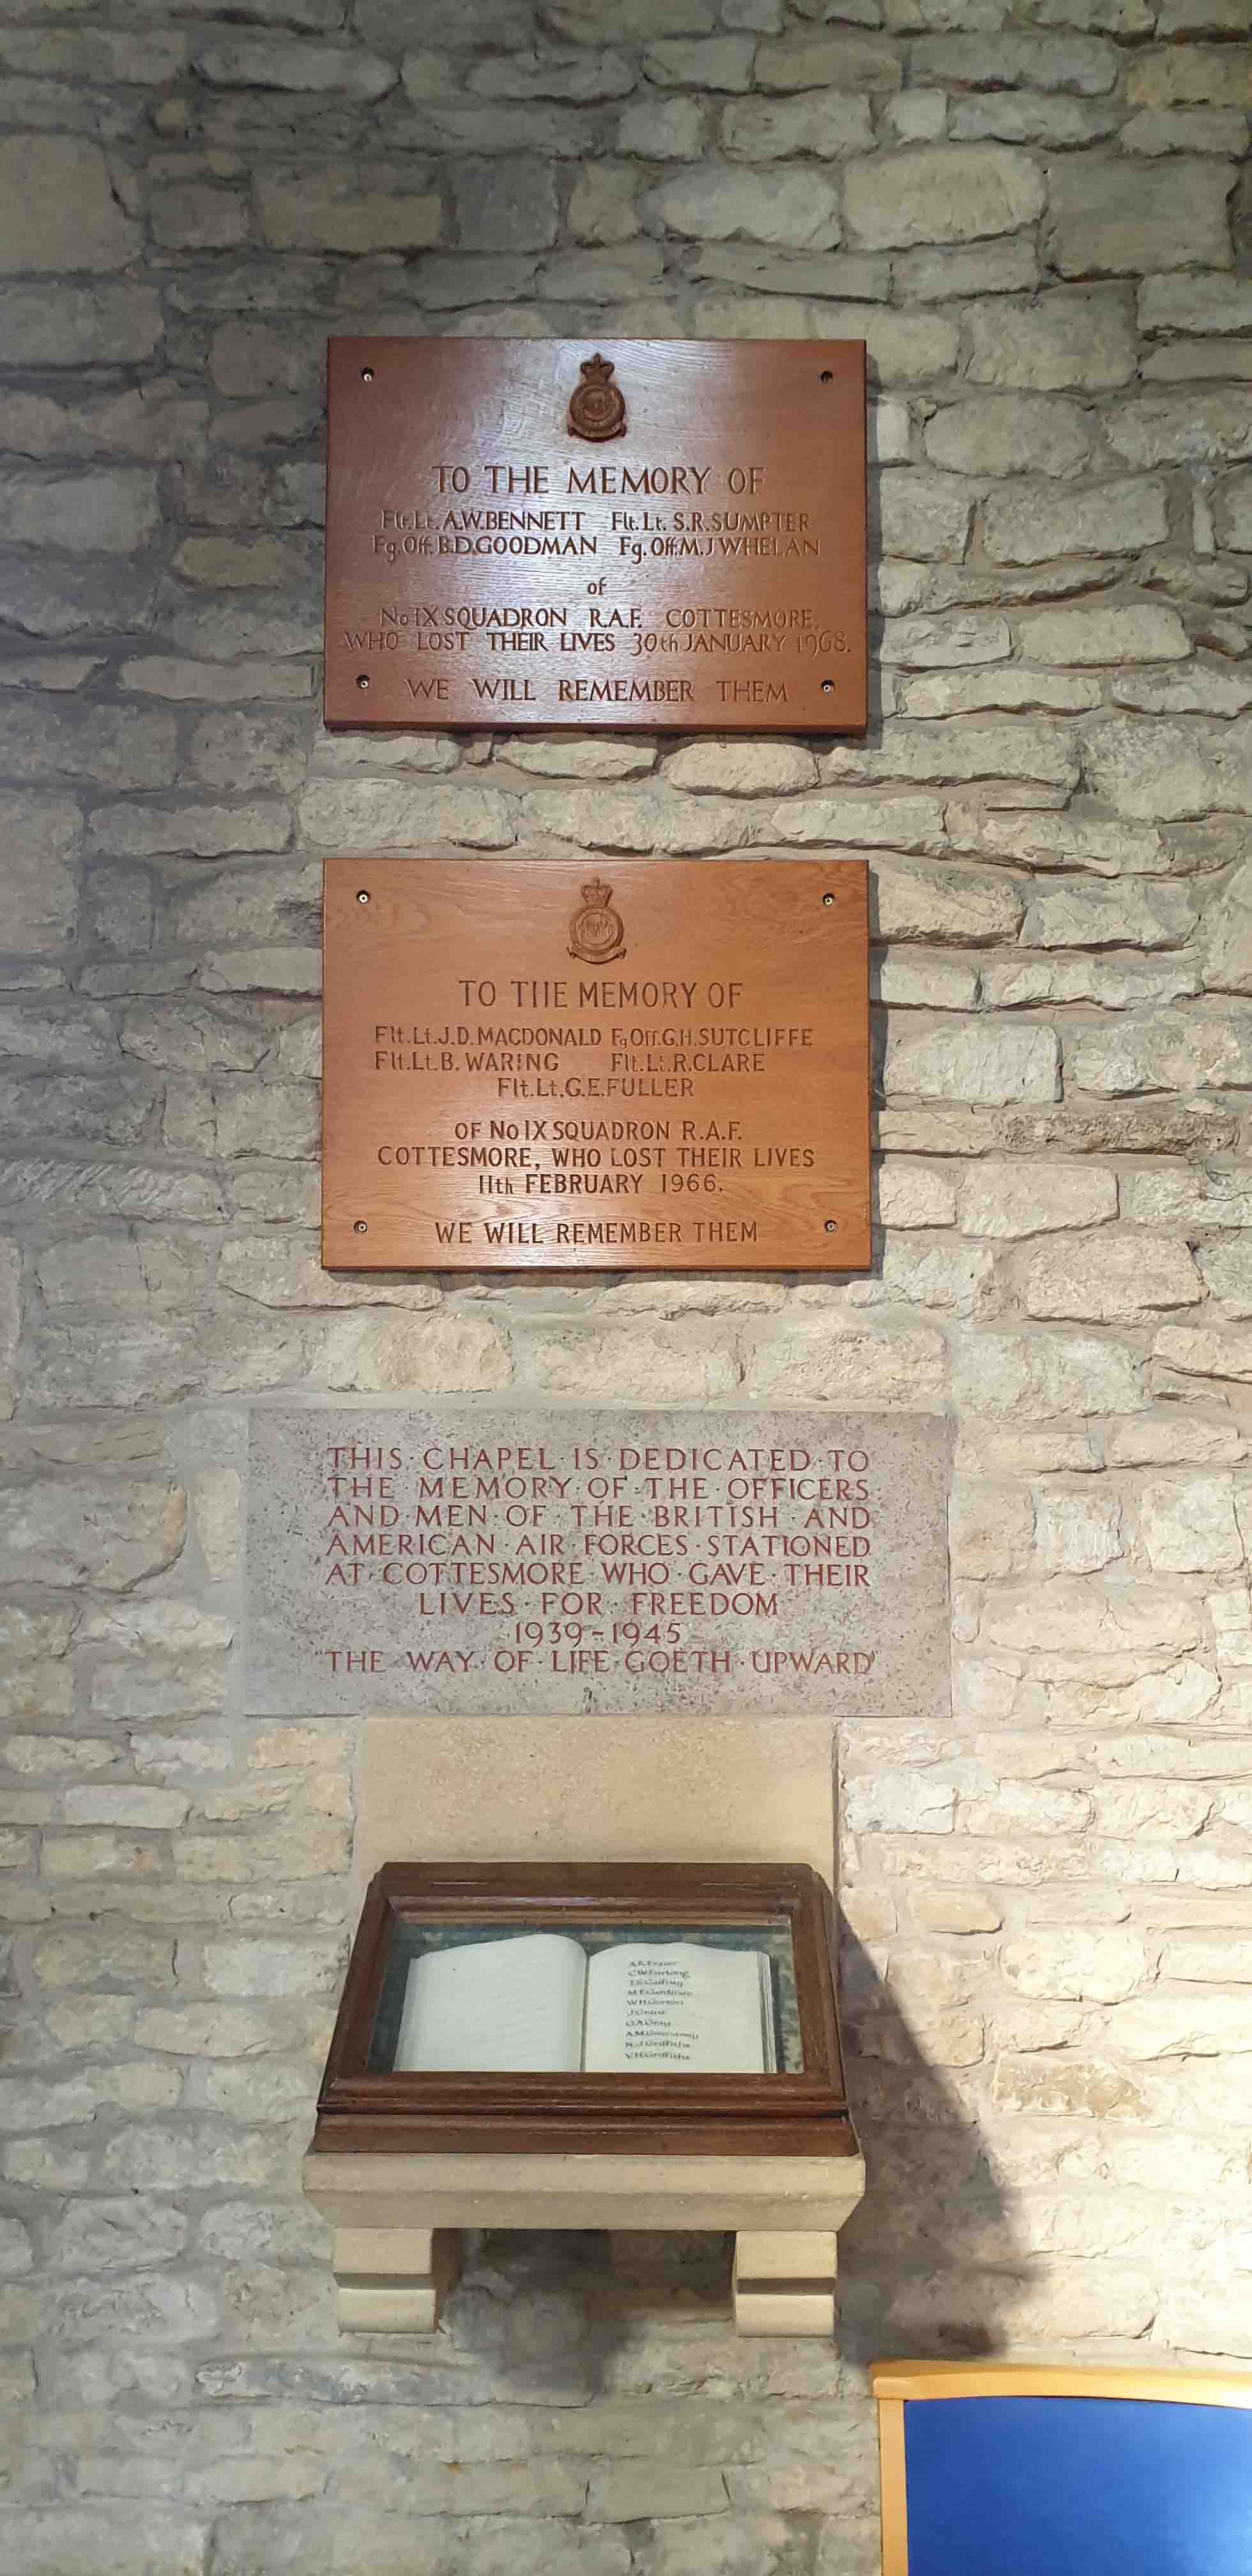 TO THE MEMORY OF
Flt.Lt. A.W.BENNETT Flt.Lt. S.R.SUMPTER
Fg.Off.B.D.GOODMAN Fg.Off.M.J WHELAN
of
No IX SQUADRON R.A.F. COTTESMORE,
WHO LOST THEIR LIVES 30th JANUARY 1968.
WE WILL REMEMBER THEM
TO THE MEMORY OF
Flt.Lt.J.D.MACDONALD Fg Off.G.H.SUTCLIFFE
Flt.Lt.B.WARING Flt.Lt.R.CLARE
Flt.Lt.G.E.FULLER
OF No IX SQUADRON R.A.F.
COTTESMORE, WHO LOST THEIR LIVES
11th FEBRUARY 1966.
WE WILL REMEMBER THEM
THIS·CHAPEL·IS·DEDICATED·TO
THE·MEMORY·OF·THE·OFFICERS
AND·MEN·OF·THE·BRITISH·AND
AMERICAN·AIR·FORCES·STATIONED
AT·COTTESMORE·WHO·GAVE·THEIR
LIVES·FOR·FREEDOM
1939-1945
"THE·WAY·OF·LIFE·GOETH·UPWARD"
C.W.Furlong
J.Grant
G.A.Gray
K.J.Griffiths
V.H.Griffiths